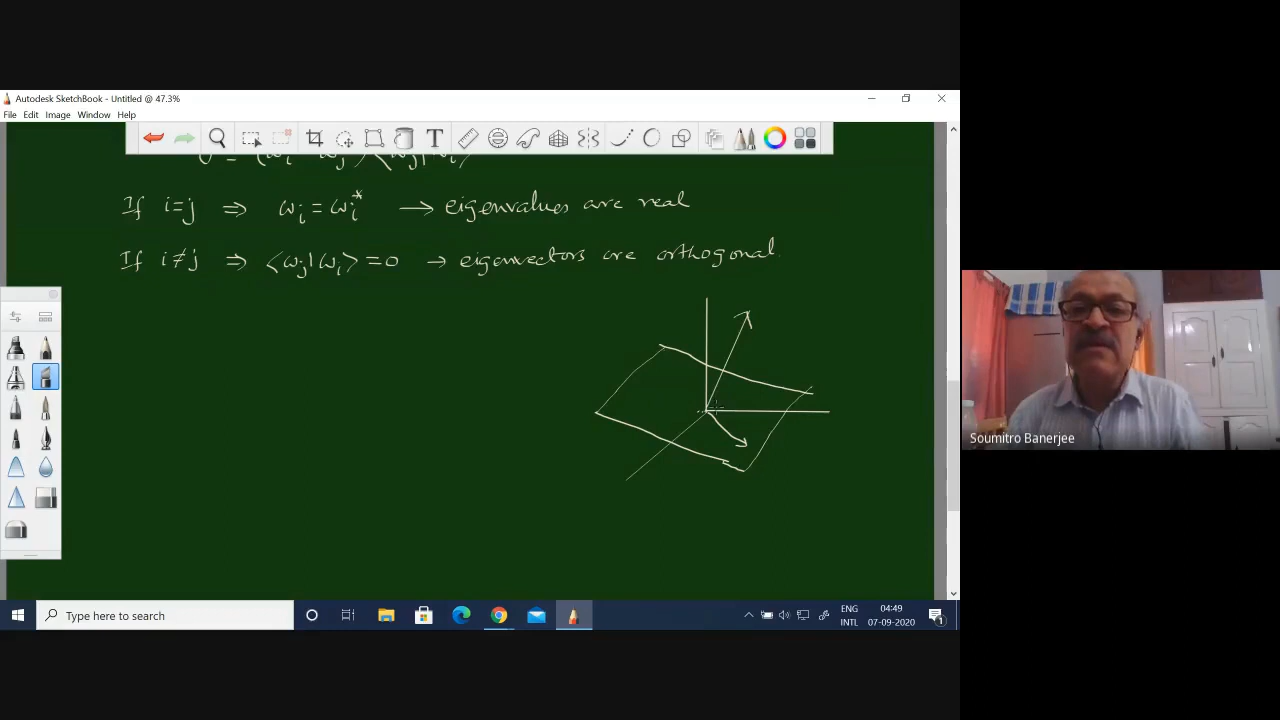 Autodesk SketchBook - Untitled @ 47.3%
File Edit Image Window Help
If i=j ⇒ ωi = ωi* → eigenvalues are real
If i≠j ⇒ <ωj|ωi> = 0 → eigenvectors are orthogonal.
Soumitro Banerjee
Type here to search
ENG 04:49
INTL 07-09-2020
1